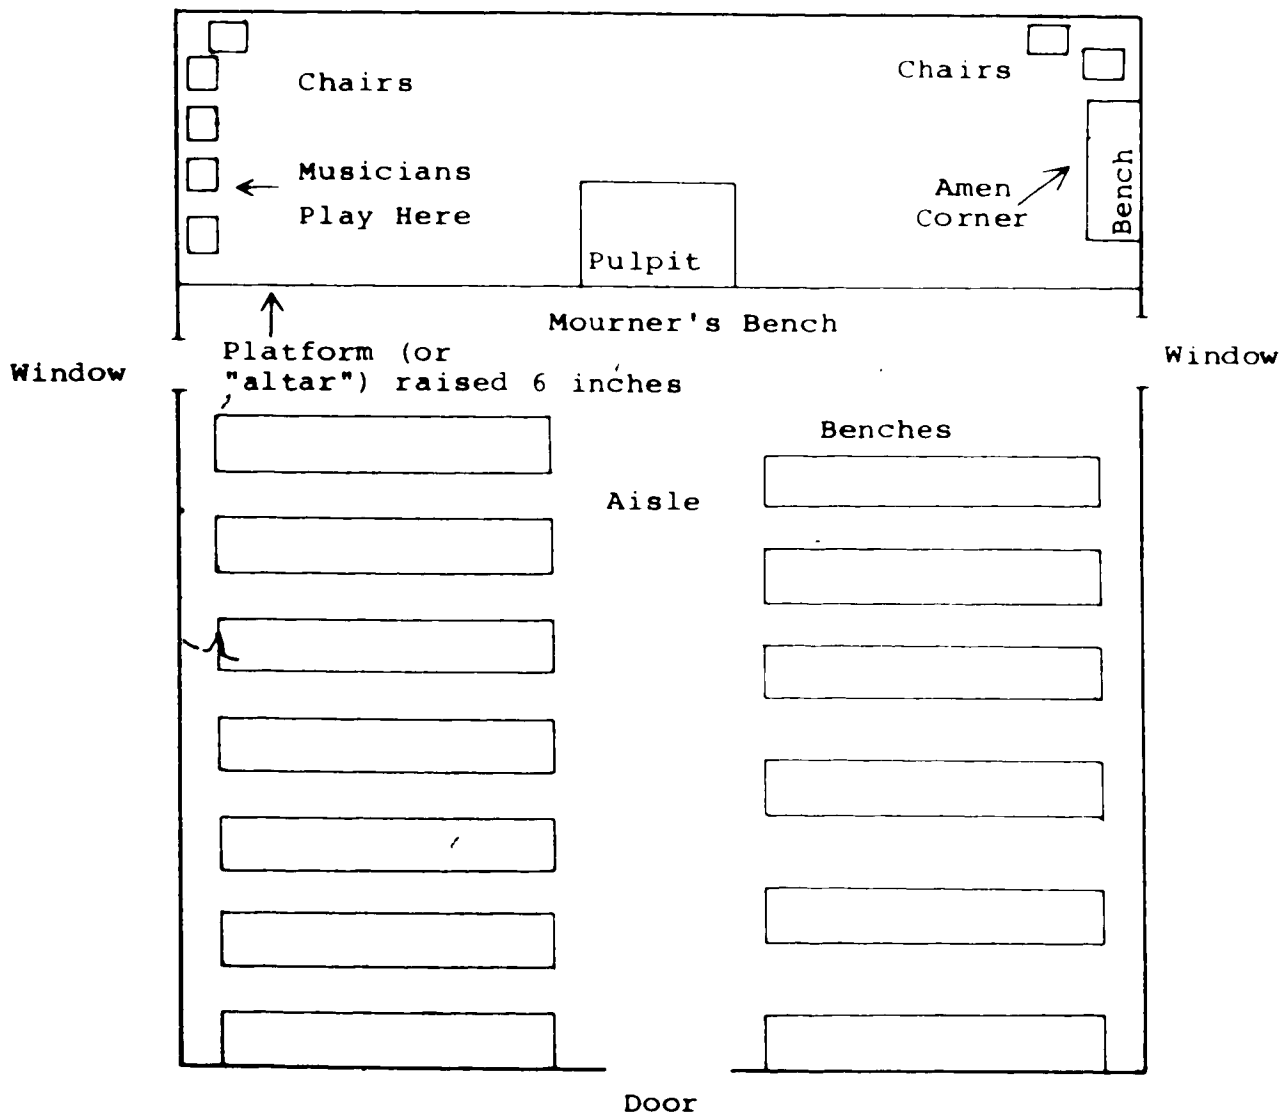 Chairs
Chairs
Musicians
Play Here
Amen
Corner
Bench
Pulpit
Mourner's Bench
Platform (or
"altar") raised 6 inches
Window
Window
Benches
Aisle
Door